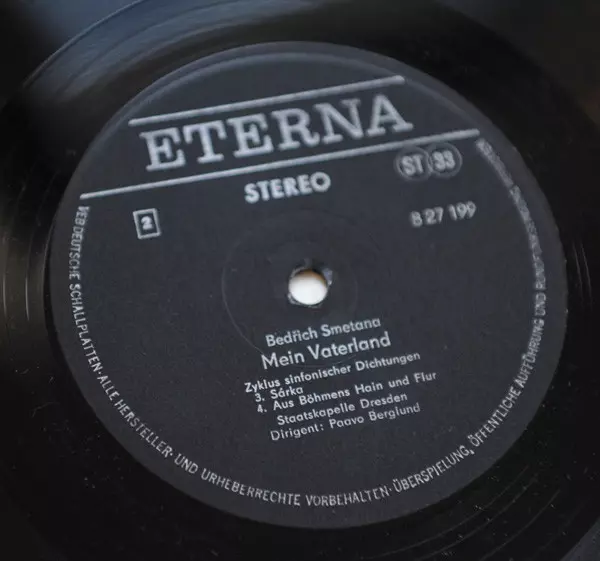 ETERNA
STEREO
ST 33
2
8 27 199
Bedřich Smetana
Mein Vaterland
Zyklus sinfonischer Dichtungen
3. Šárka
4. Aus Böhmens Hain und Flur
Staatskapelle Dresden
Dirigent: Paavo Berglund
VEB DEUTSCHE SCHALLPLATTEN · ALLE HERSTELLER- UND URHEBERRECHTE VORBEHALTEN · ÜBERSPIELUNG, ÖFFENTLICHE AUFFÜHRUNG UND